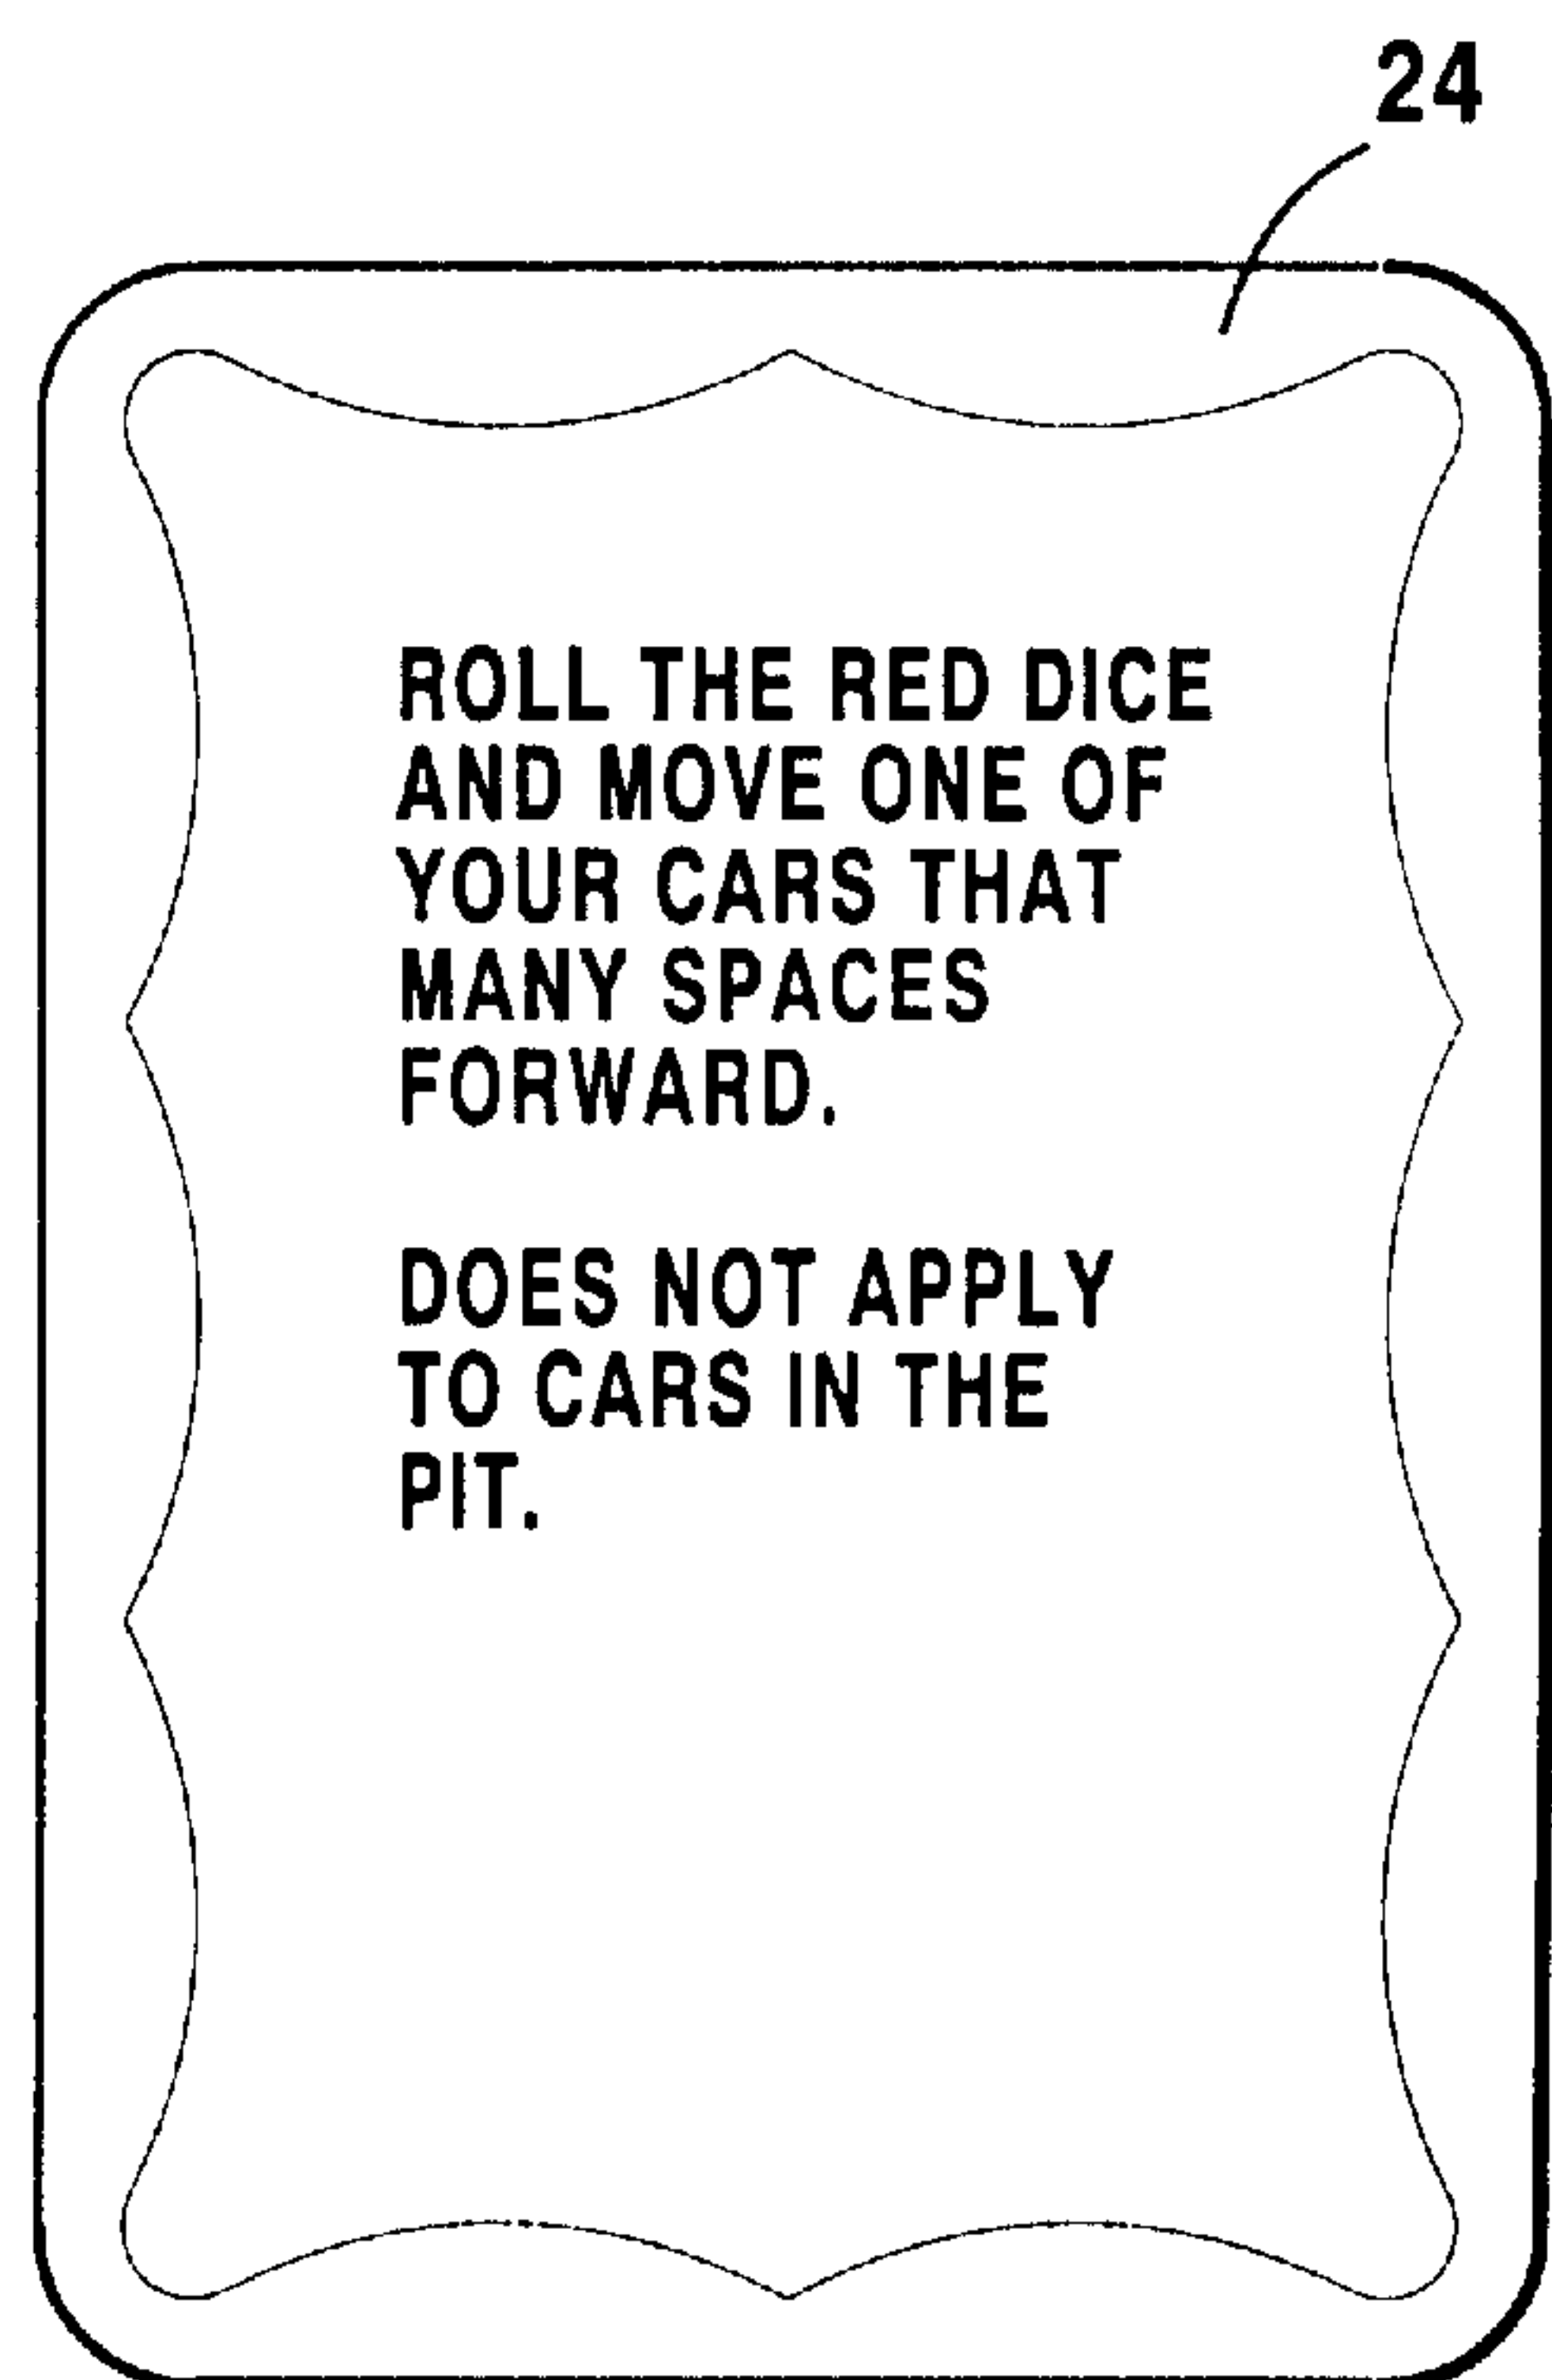 24
ROLL THE RED DICE
AND MOVE ONE OF
YOUR CARS THAT
MANY SPACES
FORWARD.
DOES NOT APPLY
TO CARS IN THE
PIT.